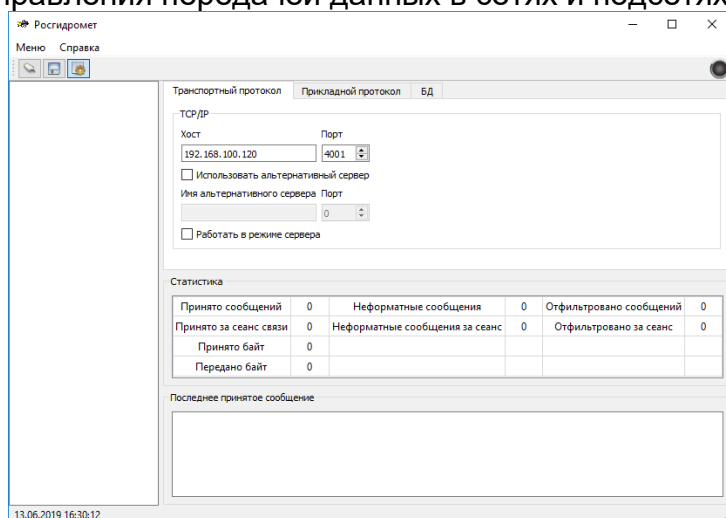 правления передачей данных в сетях и подсетях
Росгидромет
Меню Справка
Транспортный протокол Прикладной протокол БД
TCP/IP
Хост Порт
192.168.100.120 4001
Использовать альтернативный сервер
Имя альтернативного сервера Порт
0
Работать в режиме сервера
Статистика
Принято сообщений 0 Неформатные сообщения 0 Отфильтровано сообщений 0
Принято за сеанс связи 0 Неформатные сообщения за сеанс 0 Отфильтровано за сеанс 0
Принято байт 0
Передано байт 0
Последнее принятое сообщение
13.06.2019 16:30:12